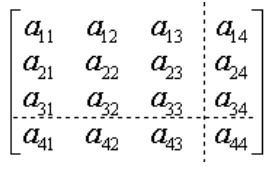 a₁₁ a₁₂ a₁₃ a₁₄
a₂₁ a₂₂ a₂₃ a₂₄
a₃₁ a₃₂ a₃₃ a₃₄
a₄₁ a₄₂ a₄₃ a₄₄